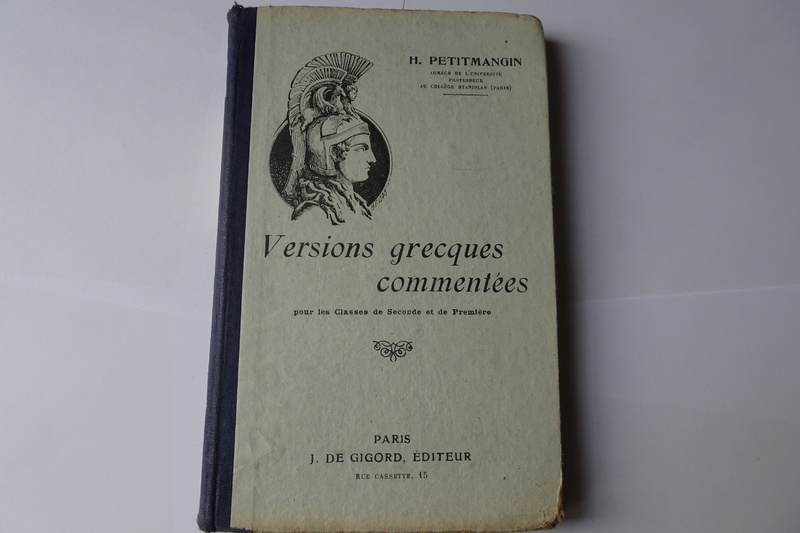 H. PETITMANGIN
AGRÉGÉ DE L'UNIVERSITÉ
PROFESSEUR
AU COLLÈGE STANISLAS (PARIS)
Versions grecques
commentées
pour les Classes de Seconde et de Première
PARIS
J. DE GIGORD, ÉDITEUR
RUE CASSETTE, 15